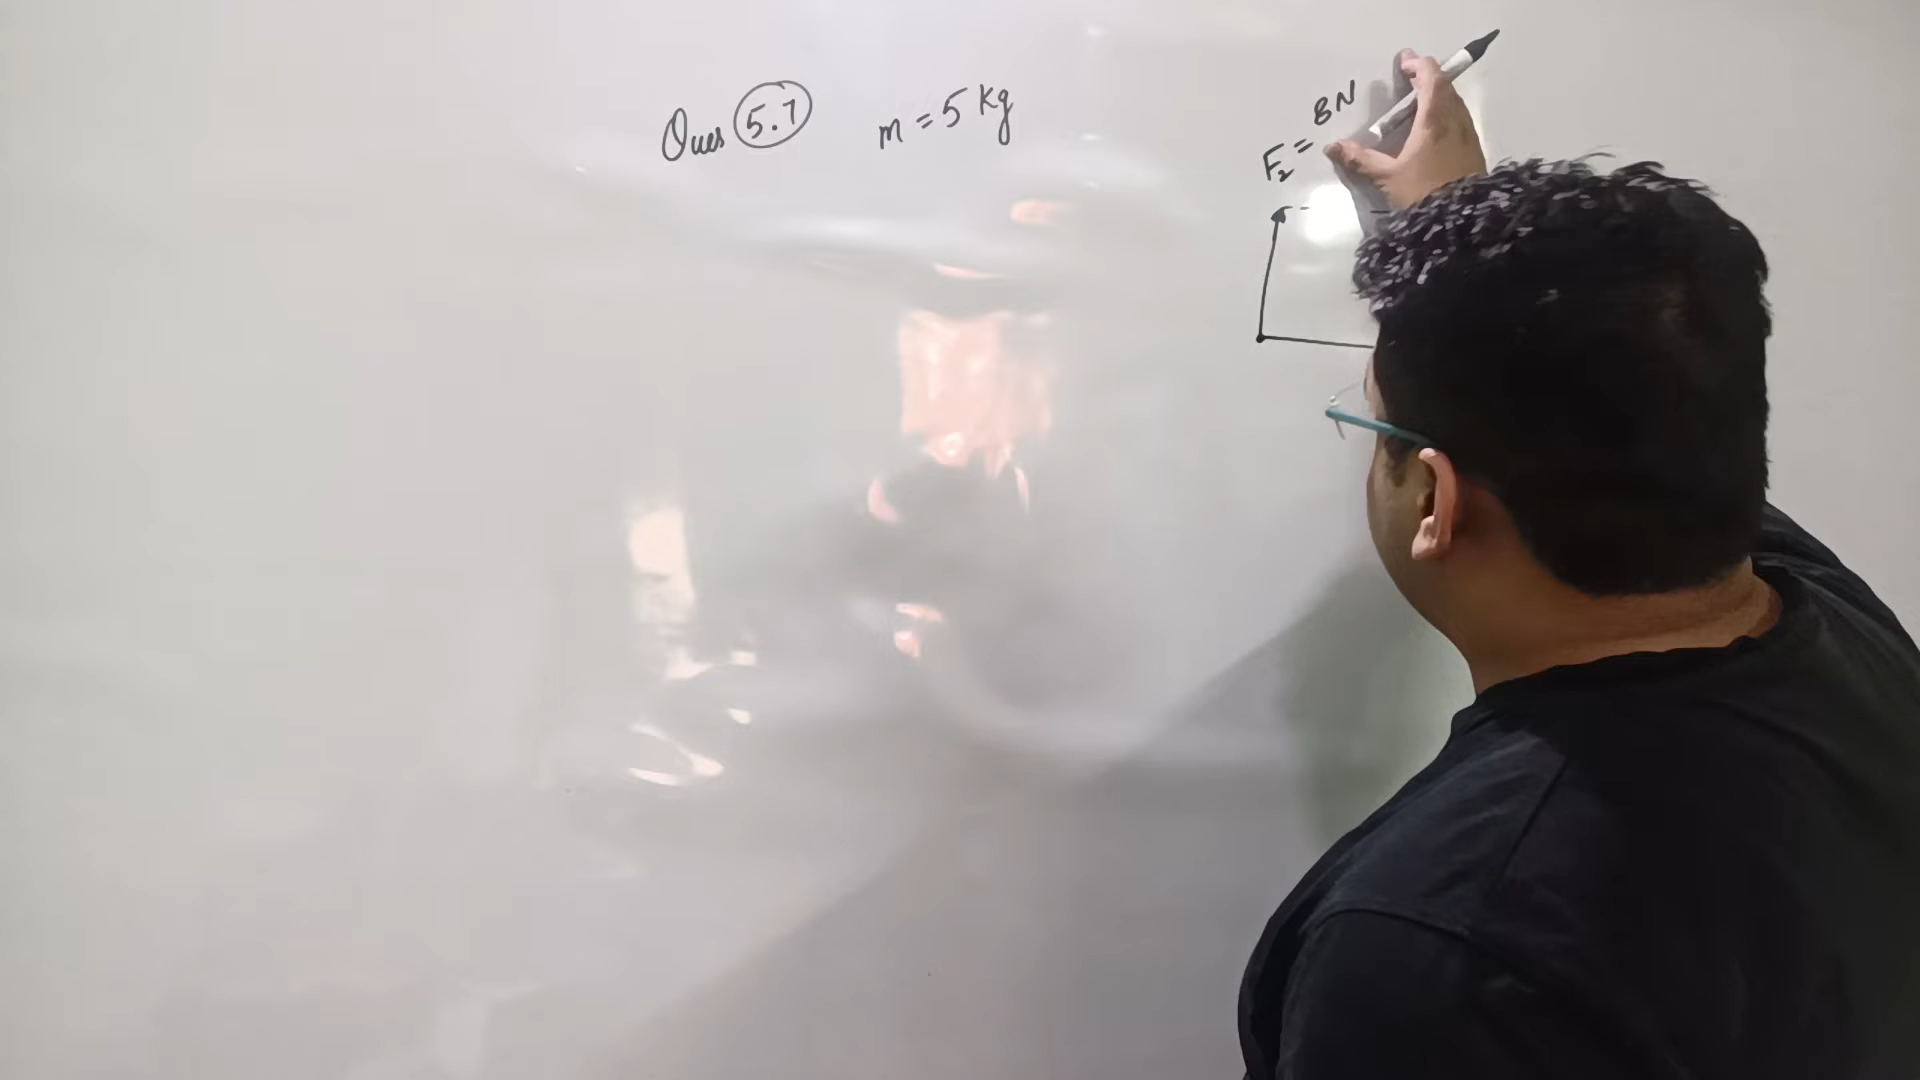 Ques 5.7 m = 5 kg
F₂ = 8N